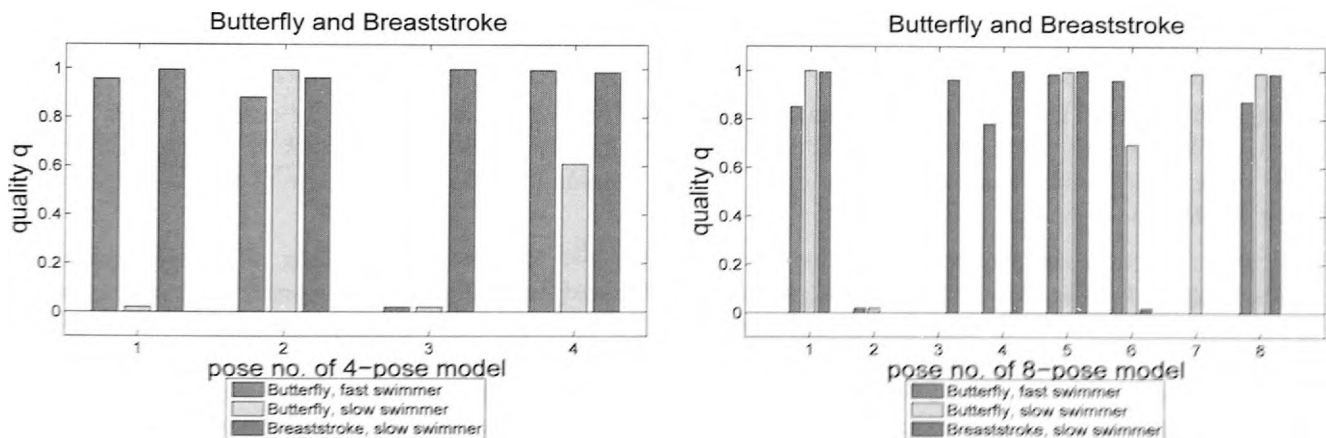 Butterfly and Breaststroke
1
0.8
0.6
0.4
0.2
0
quality q
1 2 3 4
pose no. of 4-pose model
Butterfly, fast swimmer
Butterfly, slow swimmer
Breaststroke, slow swimmer
Butterfly and Breaststroke
1
0.8
0.6
0.4
0.2
0
quality q
1 2 3 4 5 6 7 8
pose no. of 8-pose model
Butterfly, fast swimmer
Butterfly, slow swimmer
Breaststroke, slow swimmer